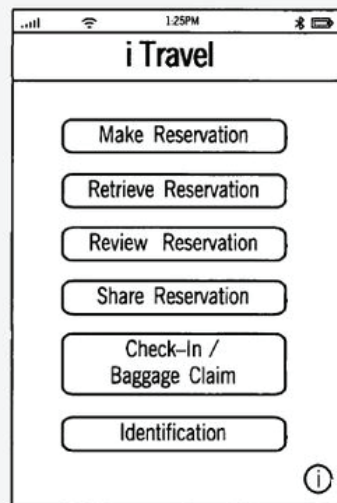 1:25PM
i Travel
Make Reservation
Retrieve Reservation
Review Reservation
Share Reservation
Check-In /
Baggage Claim
Identification
i